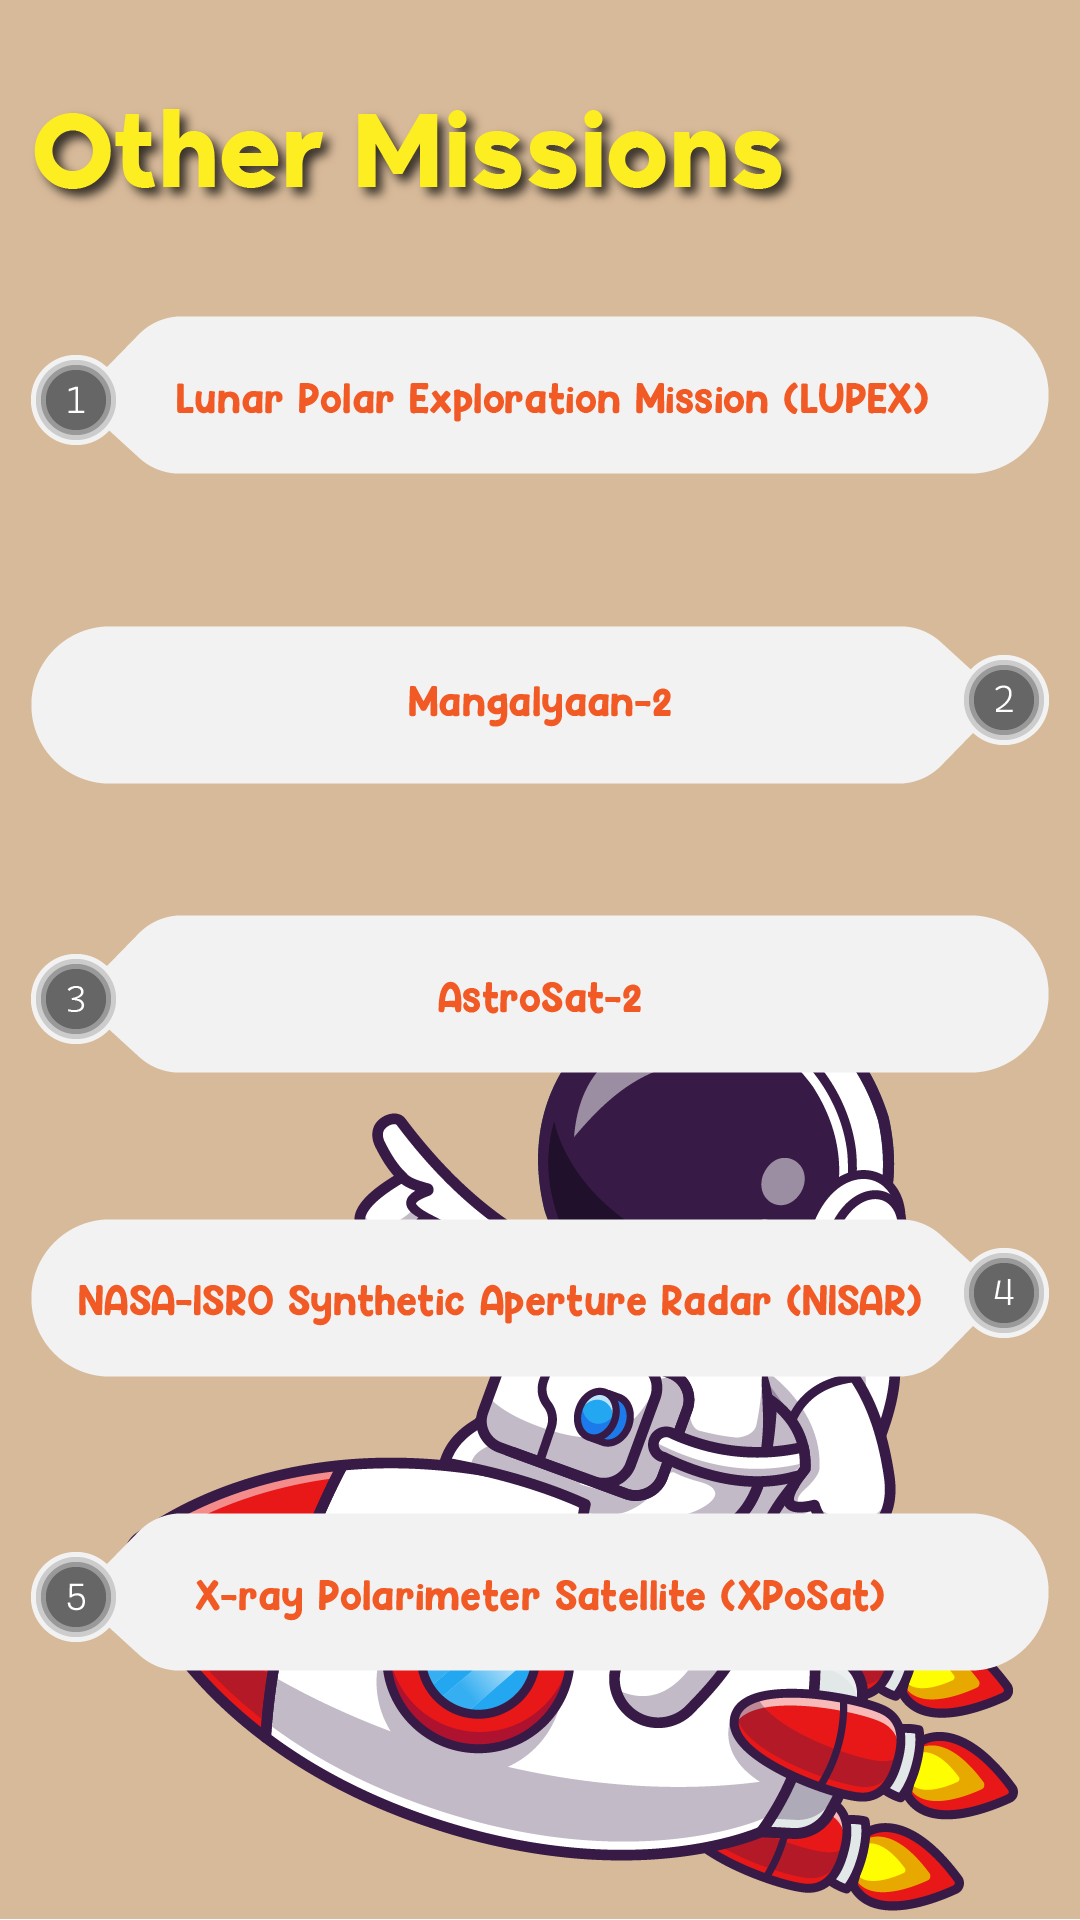 Other Missions
1
Lunar Polar Exploration Mission (LUPEX)
Mangalyaan-2
2
3
AstroSat-2
NASA-ISRO Synthetic Aperture Radar (NISAR)
4
5
X-ray Polarimeter Satellite (XPoSat)